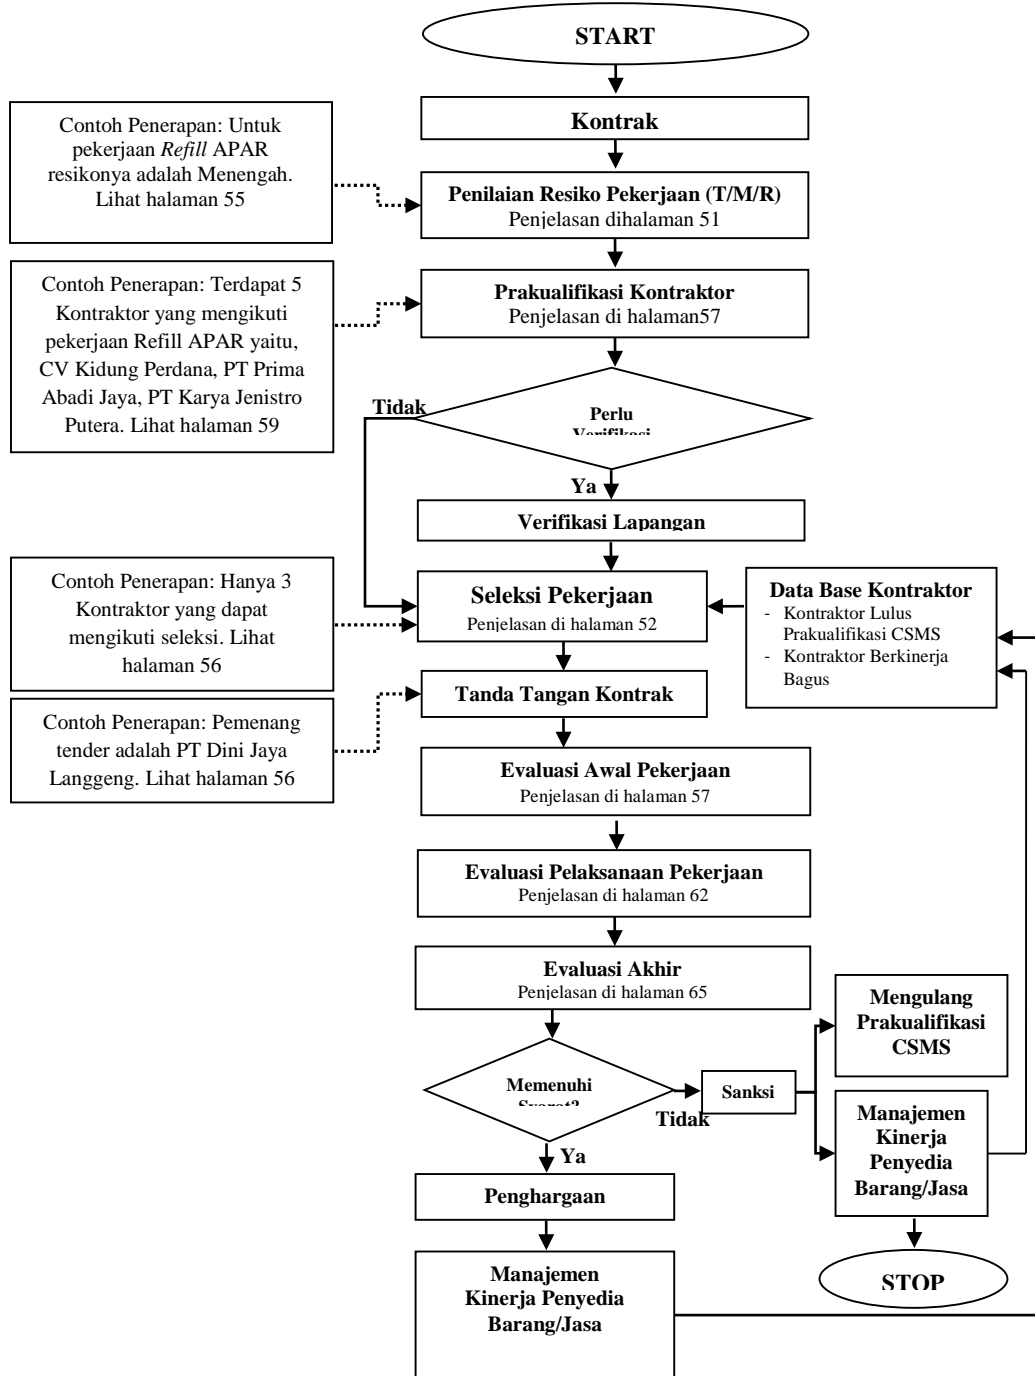 START
Kontrak
Contoh Penerapan: Untuk
pekerjaan Refill APAR
resikonya adalah Menengah.
Lihat halaman 55
Penilaian Resiko Pekerjaan (T/M/R)
Penjelasan dihalaman 51
Contoh Penerapan: Terdapat 5
Kontraktor yang mengikuti
pekerjaan Refill APAR yaitu,
CV Kidung Perdana, PT Prima
Abadi Jaya, PT Karya Jenistro
Putera. Lihat halaman 59
Prakualifikasi Kontraktor
Penjelasan di halaman57
Tidak
Perlu
Verifikasi
Ya
Verifikasi Lapangan
Contoh Penerapan: Hanya 3
Kontraktor yang dapat
mengikuti seleksi. Lihat
halaman 56
Seleksi Pekerjaan
Penjelasan di halaman 52
Data Base Kontraktor
- Kontraktor Lulus
Prakualifikasi CSMS
- Kontraktor Berkinerja
Bagus
Contoh Penerapan: Pemenang
tender adalah PT Dini Jaya
Langgeng. Lihat halaman 56
Tanda Tangan Kontrak
Evaluasi Awal Pekerjaan
Penjelasan di halaman 57
Evaluasi Pelaksanaan Pekerjaan
Penjelasan di halaman 62
Evaluasi Akhir
Penjelasan di halaman 65
Mengulang
Prakualifikasi
CSMS
Memenuhi
Syarat?
Tidak
Sanksi
Manajemen
Kinerja
Penyedia
Barang/Jasa
Ya
Penghargaan
STOP
Manajemen
Kinerja Penyedia
Barang/Jasa